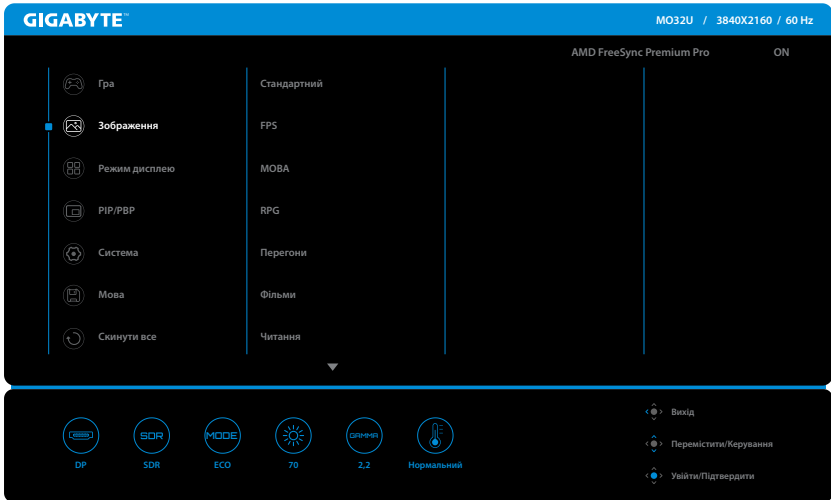 GIGABYTE™
MO32U / 3840X2160 / 60 Hz
AMD FreeSync Premium Pro ON
Гра Стандартний
Зображення FPS
Режим дисплею MOBA
PIP/PBP RPG
Система Перегони
Мова Фільми
Скинути все Читання
SDR MODE GAMMA
DP SDR ECO 70 2,2 Нормальний
Вихід
Перемістити/Керування
Увійти/Підтвердити